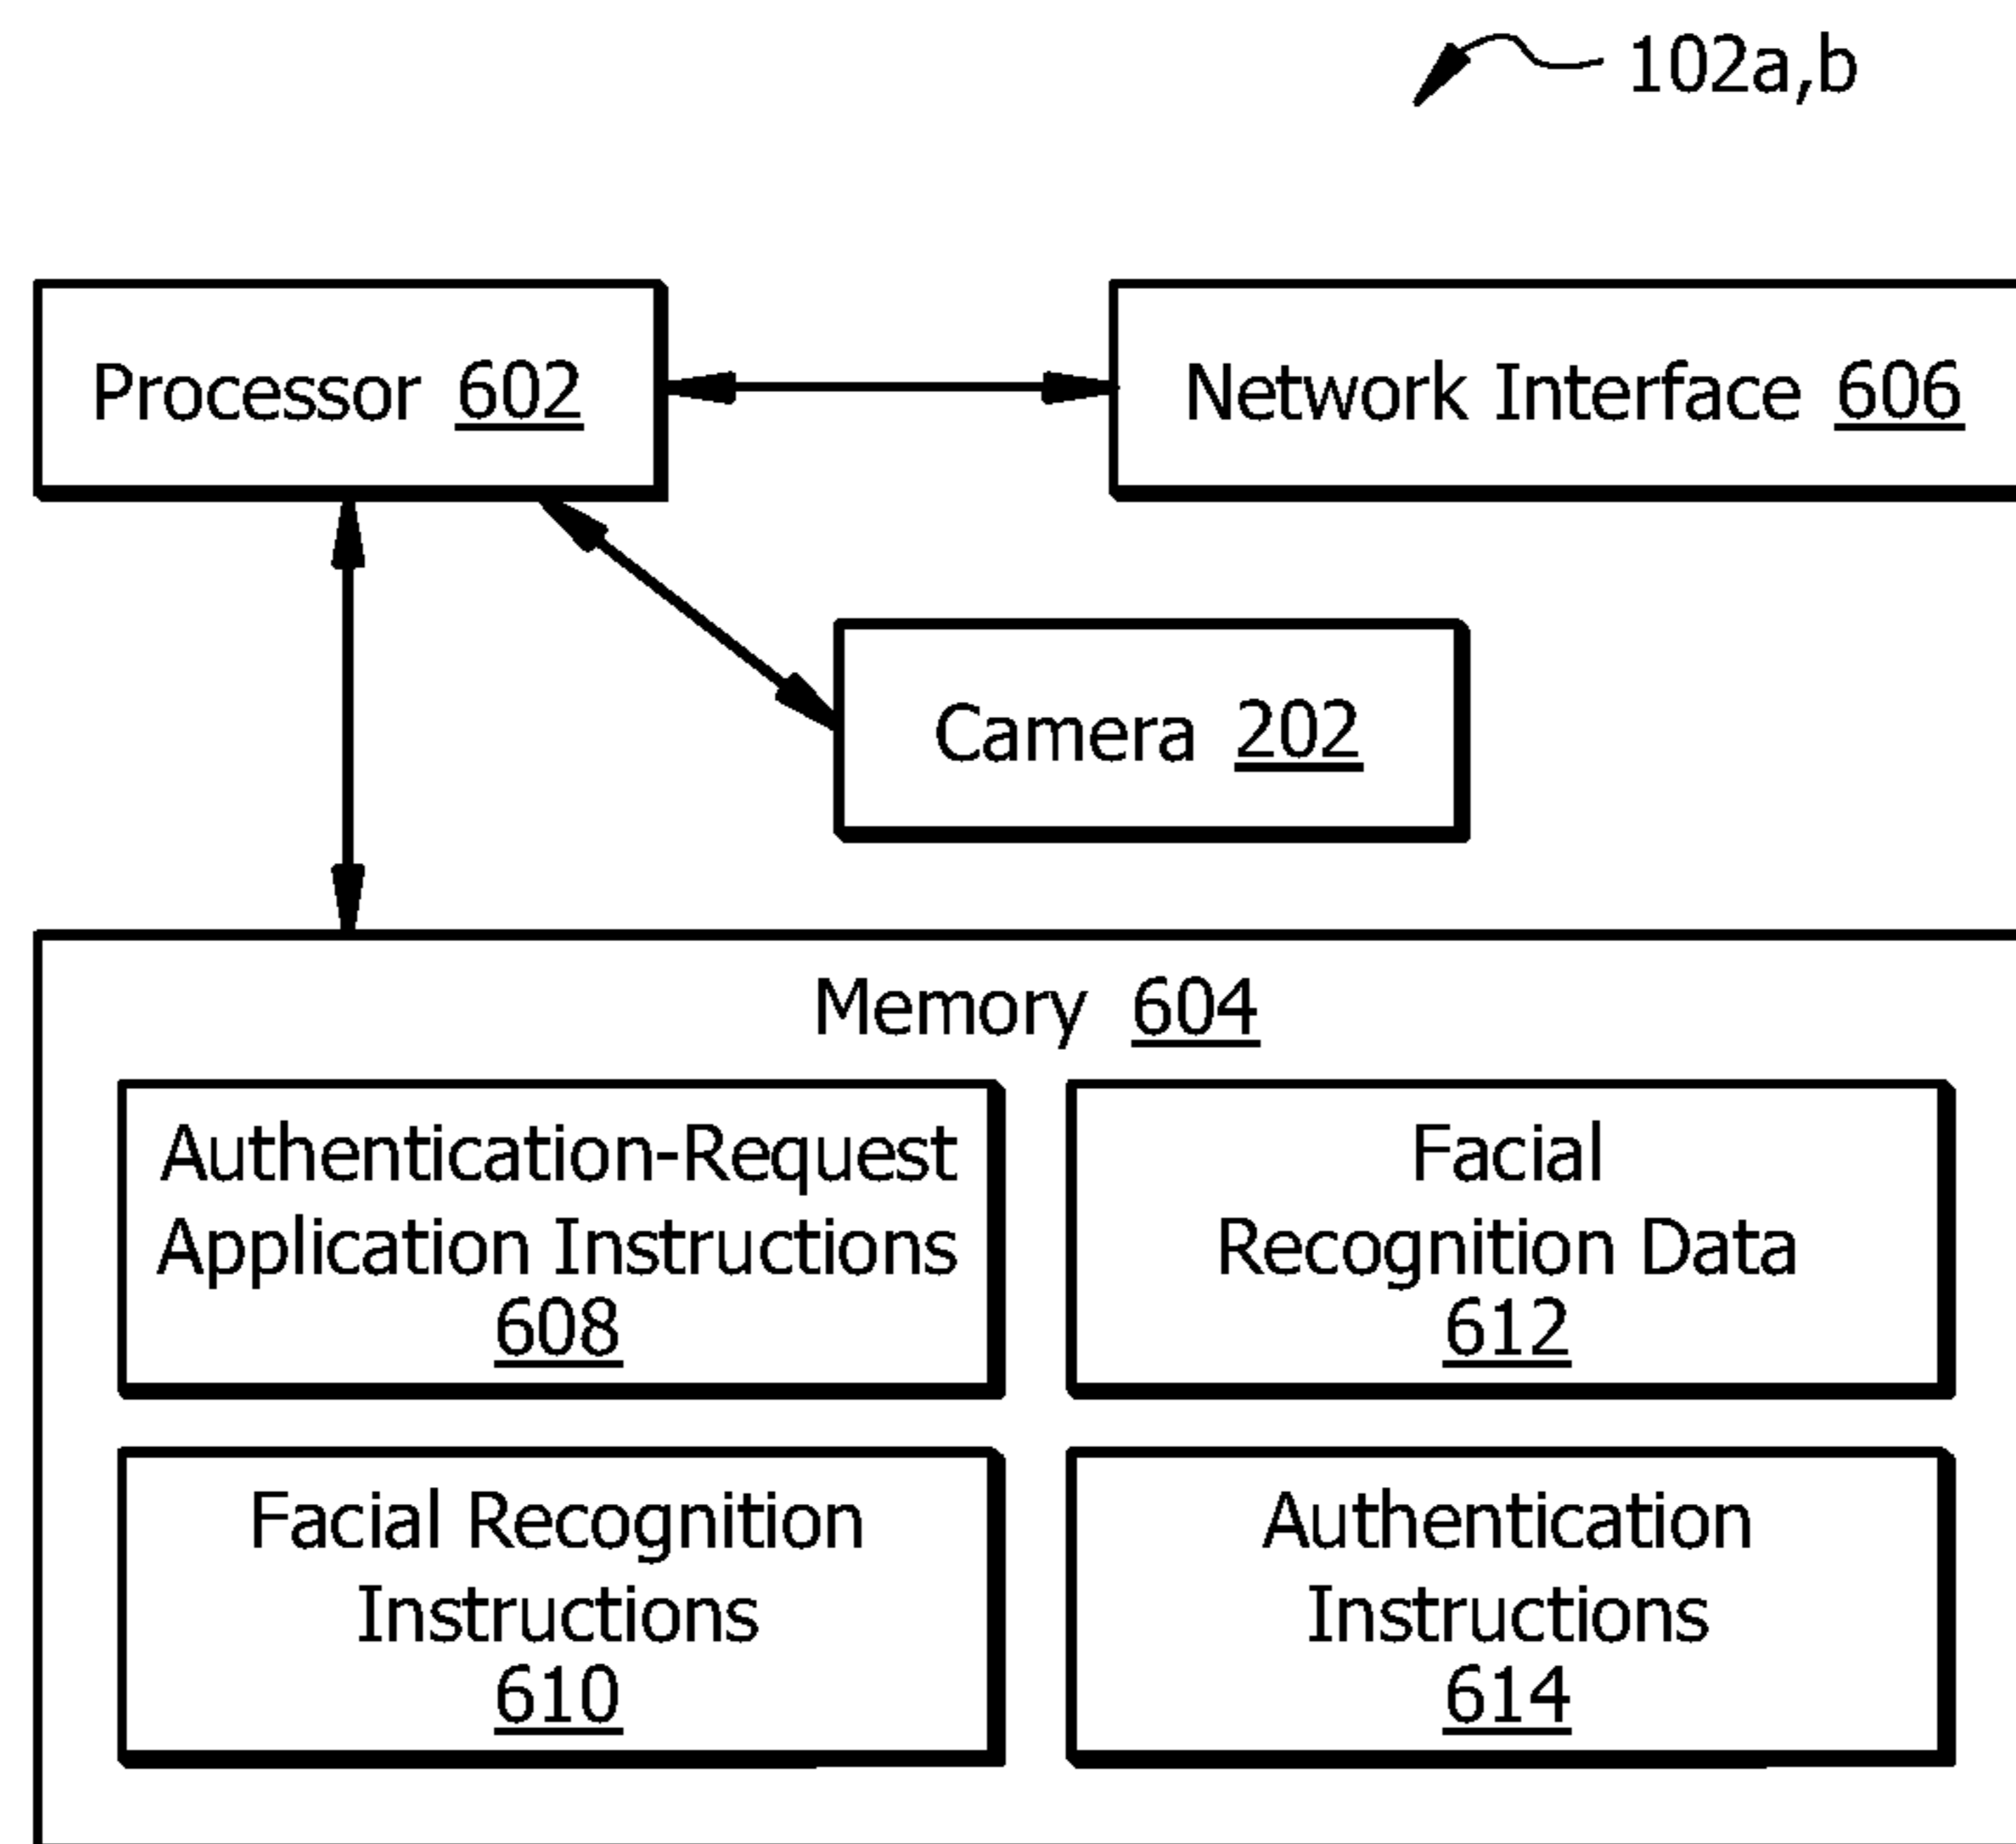 102a,b
Processor 602
Network Interface 606
Camera 202
Memory 604
Authentication-Request
Application Instructions
608
Facial
Recognition Data
612
Facial Recognition
Instructions
610
Authentication
Instructions
614